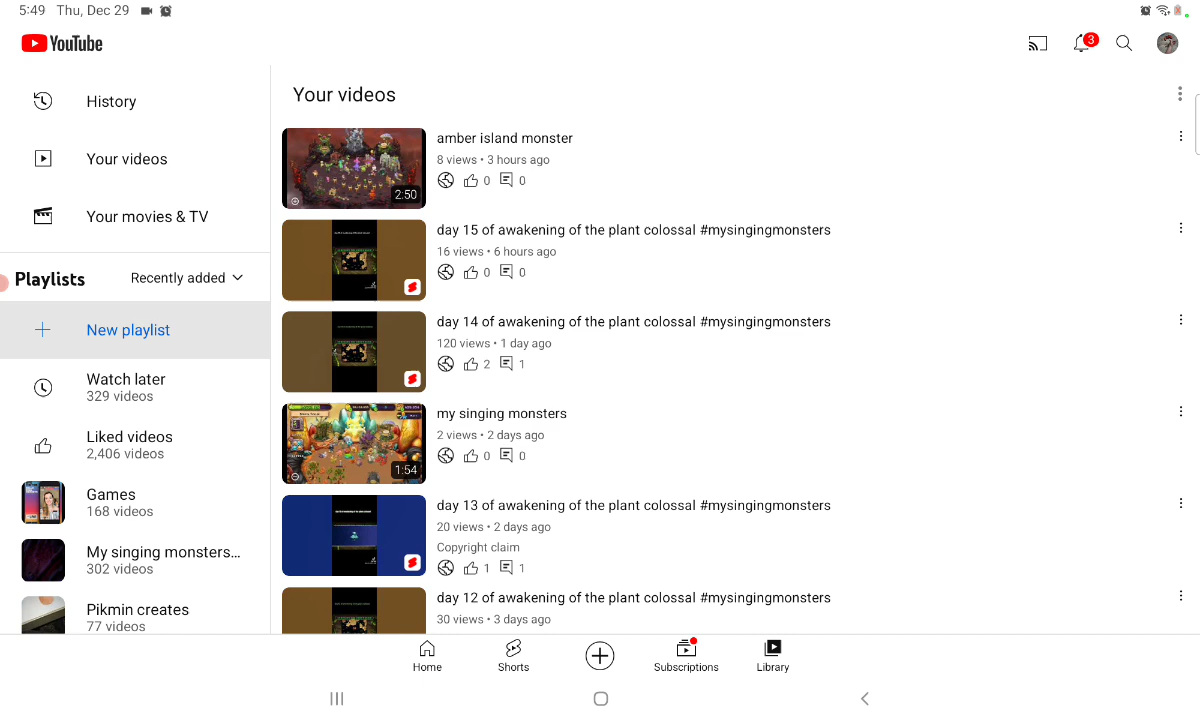 5:49 Thu, Dec 29
YouTube
3
History
Your videos
Your movies & TV
Playlists
Recently added
New playlist
Watch later
329 videos
Liked videos
2,406 videos
Games
168 videos
My singing monsters...
302 videos
Pikmin creates
77 videos
Your videos
2:50
amber island monster
8 views • 3 hours ago
0 0
day 15 of awakening of the plant colossal #mysingingmonsters
16 views • 6 hours ago
0 0
day 14 of awakening of the plant colossal #mysingingmonsters
120 views • 1 day ago
2 1
1:54
my singing monsters
2 views • 2 days ago
0 0
day 13 of awakening of the plant colossal #mysingingmonsters
20 views • 2 days ago
Copyright claim
1 1
day 12 of awakening of the plant colossal #mysingingmonsters
30 views • 3 days ago
Home
Shorts
Subscriptions
Library